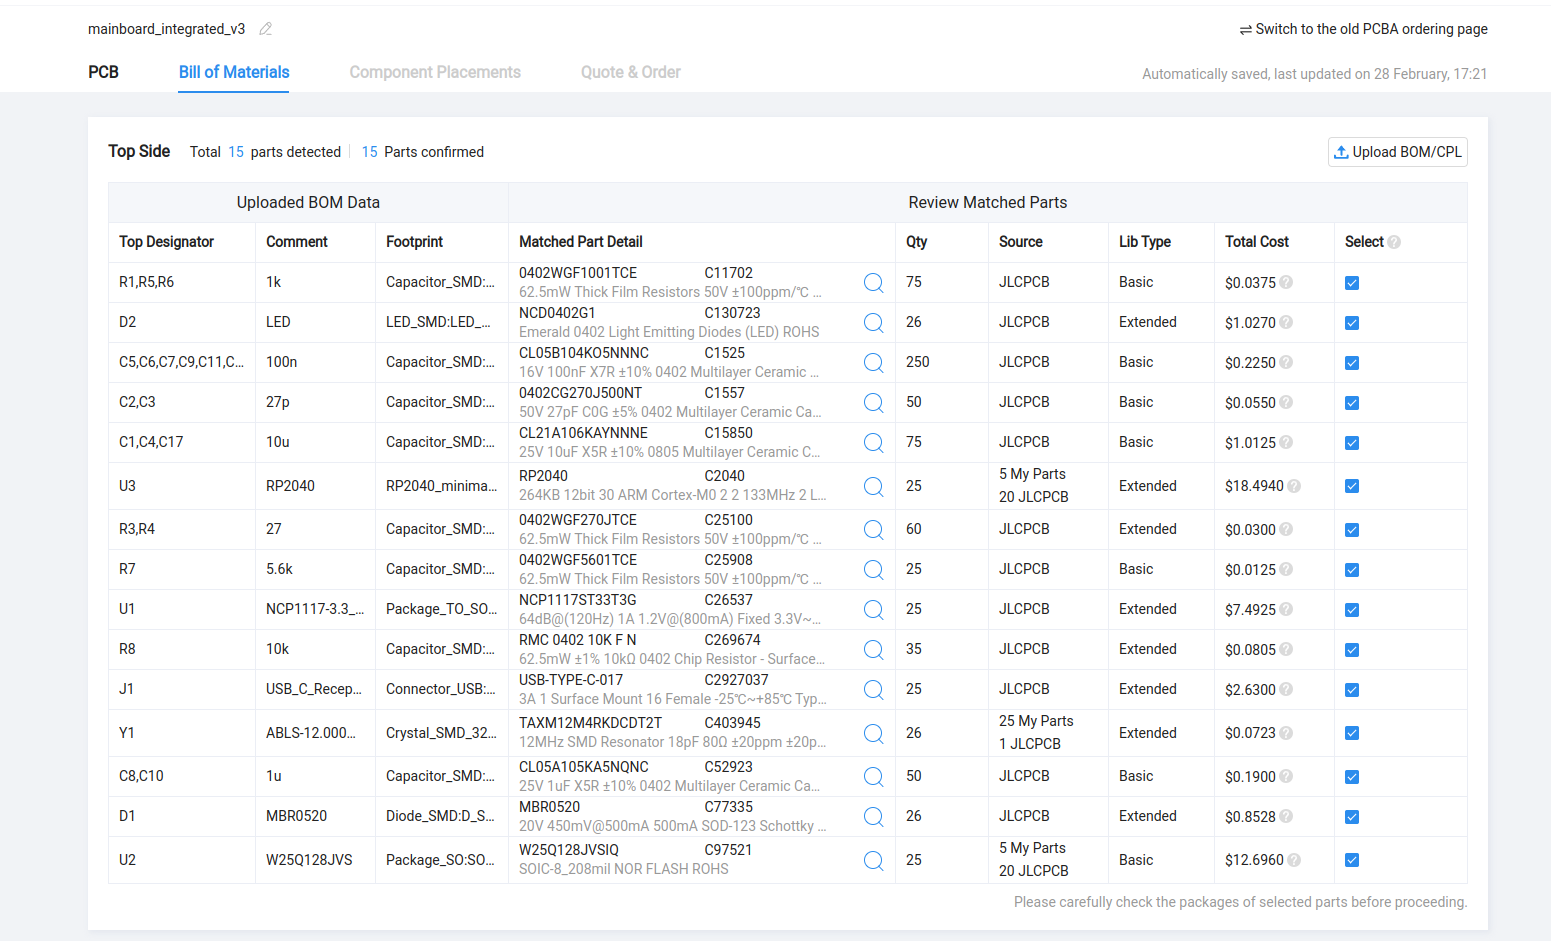 mainboard_integrated_v3
Switch to the old PCBA ordering page
PCB Bill of Materials Component Placements Quote & Order
Automatically saved, last updated on 28 February, 17:21
Top Side Total 15 parts detected 15 Parts confirmed
Upload BOM/CPL
Uploaded BOM Data Review Matched Parts
Top Designator Comment Footprint Matched Part Detail Qty Source Lib Type Total Cost Select
R1,R5,R6 1k Capacitor_SMD:... 0402WGF1001TCE C11702 75 JLCPCB Basic $0.0375
62.5mW Thick Film Resistors 50V ±100ppm/℃ ...
D2 LED LED_SMD:LED_... NCD0402G1 C130723 26 JLCPCB Extended $1.0270
Emerald 0402 Light Emitting Diodes (LED) ROHS
C5,C6,C7,C9,C11,C... 100n Capacitor_SMD:... CL05B104KO5NNNC C1525 250 JLCPCB Basic $0.2250
16V 100nF X7R ±10% 0402 Multilayer Ceramic ...
C2,C3 27p Capacitor_SMD:... 0402CG270J500NT C1557 50 JLCPCB Basic $0.0550
50V 27pF C0G ±5% 0402 Multilayer Ceramic Ca...
C1,C4,C17 10u Capacitor_SMD:... CL21A106KAYNNNE C15850 75 JLCPCB Basic $1.0125
25V 10uF X5R ±10% 0805 Multilayer Ceramic C...
U3 RP2040 RP2040_minima... RP2040 C2040 25 5 My Parts Extended $18.4940
264KB 12bit 30 ARM Cortex-M0 2 2 133MHz 2 L... 20 JLCPCB
R3,R4 27 Capacitor_SMD:... 0402WGF270JTCE C25100 60 JLCPCB Extended $0.0300
62.5mW Thick Film Resistors 50V ±100ppm/℃ ...
R7 5.6k Capacitor_SMD:... 0402WGF5601TCE C25908 25 JLCPCB Basic $0.0125
62.5mW Thick Film Resistors 50V ±100ppm/℃ ...
U1 NCP1117-3.3_... Package_TO_SO... NCP1117ST33T3G C26537 25 JLCPCB Extended $7.4925
64dB@(120Hz) 1A 1.2V@(800mA) Fixed 3.3V~...
R8 10k Capacitor_SMD:... RMC 0402 10K F N C269674 35 JLCPCB Extended $0.0805
62.5mW ±1% 10kΩ 0402 Chip Resistor - Surface...
J1 USB_C_Recep... Connector_USB:... USB-TYPE-C-017 C2927037 25 JLCPCB Extended $2.6300
3A 1 Surface Mount 16 Female -25℃~+85℃ Typ...
Y1 ABLS-12.000... Crystal_SMD_32... TAXM12M4RKDCDT2T C403945 26 25 My Parts Extended $0.0723
12MHz SMD Resonator 18pF 80Ω ±20ppm ±20p... 1 JLCPCB
C8,C10 1u Capacitor_SMD:... CL05A105KA5NQNC C52923 50 JLCPCB Basic $0.1900
25V 1uF X5R ±10% 0402 Multilayer Ceramic Ca...
D1 MBR0520 Diode_SMD:D_S... MBR0520 C77335 26 JLCPCB Extended $0.8528
20V 450mV@500mA 500mA SOD-123 Schottky ...
U2 W25Q128JVS Package_SO:SO... W25Q128JVSIQ C97521 25 5 My Parts Basic $12.6960
SOIC-8_208mil NOR FLASH ROHS 20 JLCPCB
Please carefully check the packages of selected parts before proceeding.